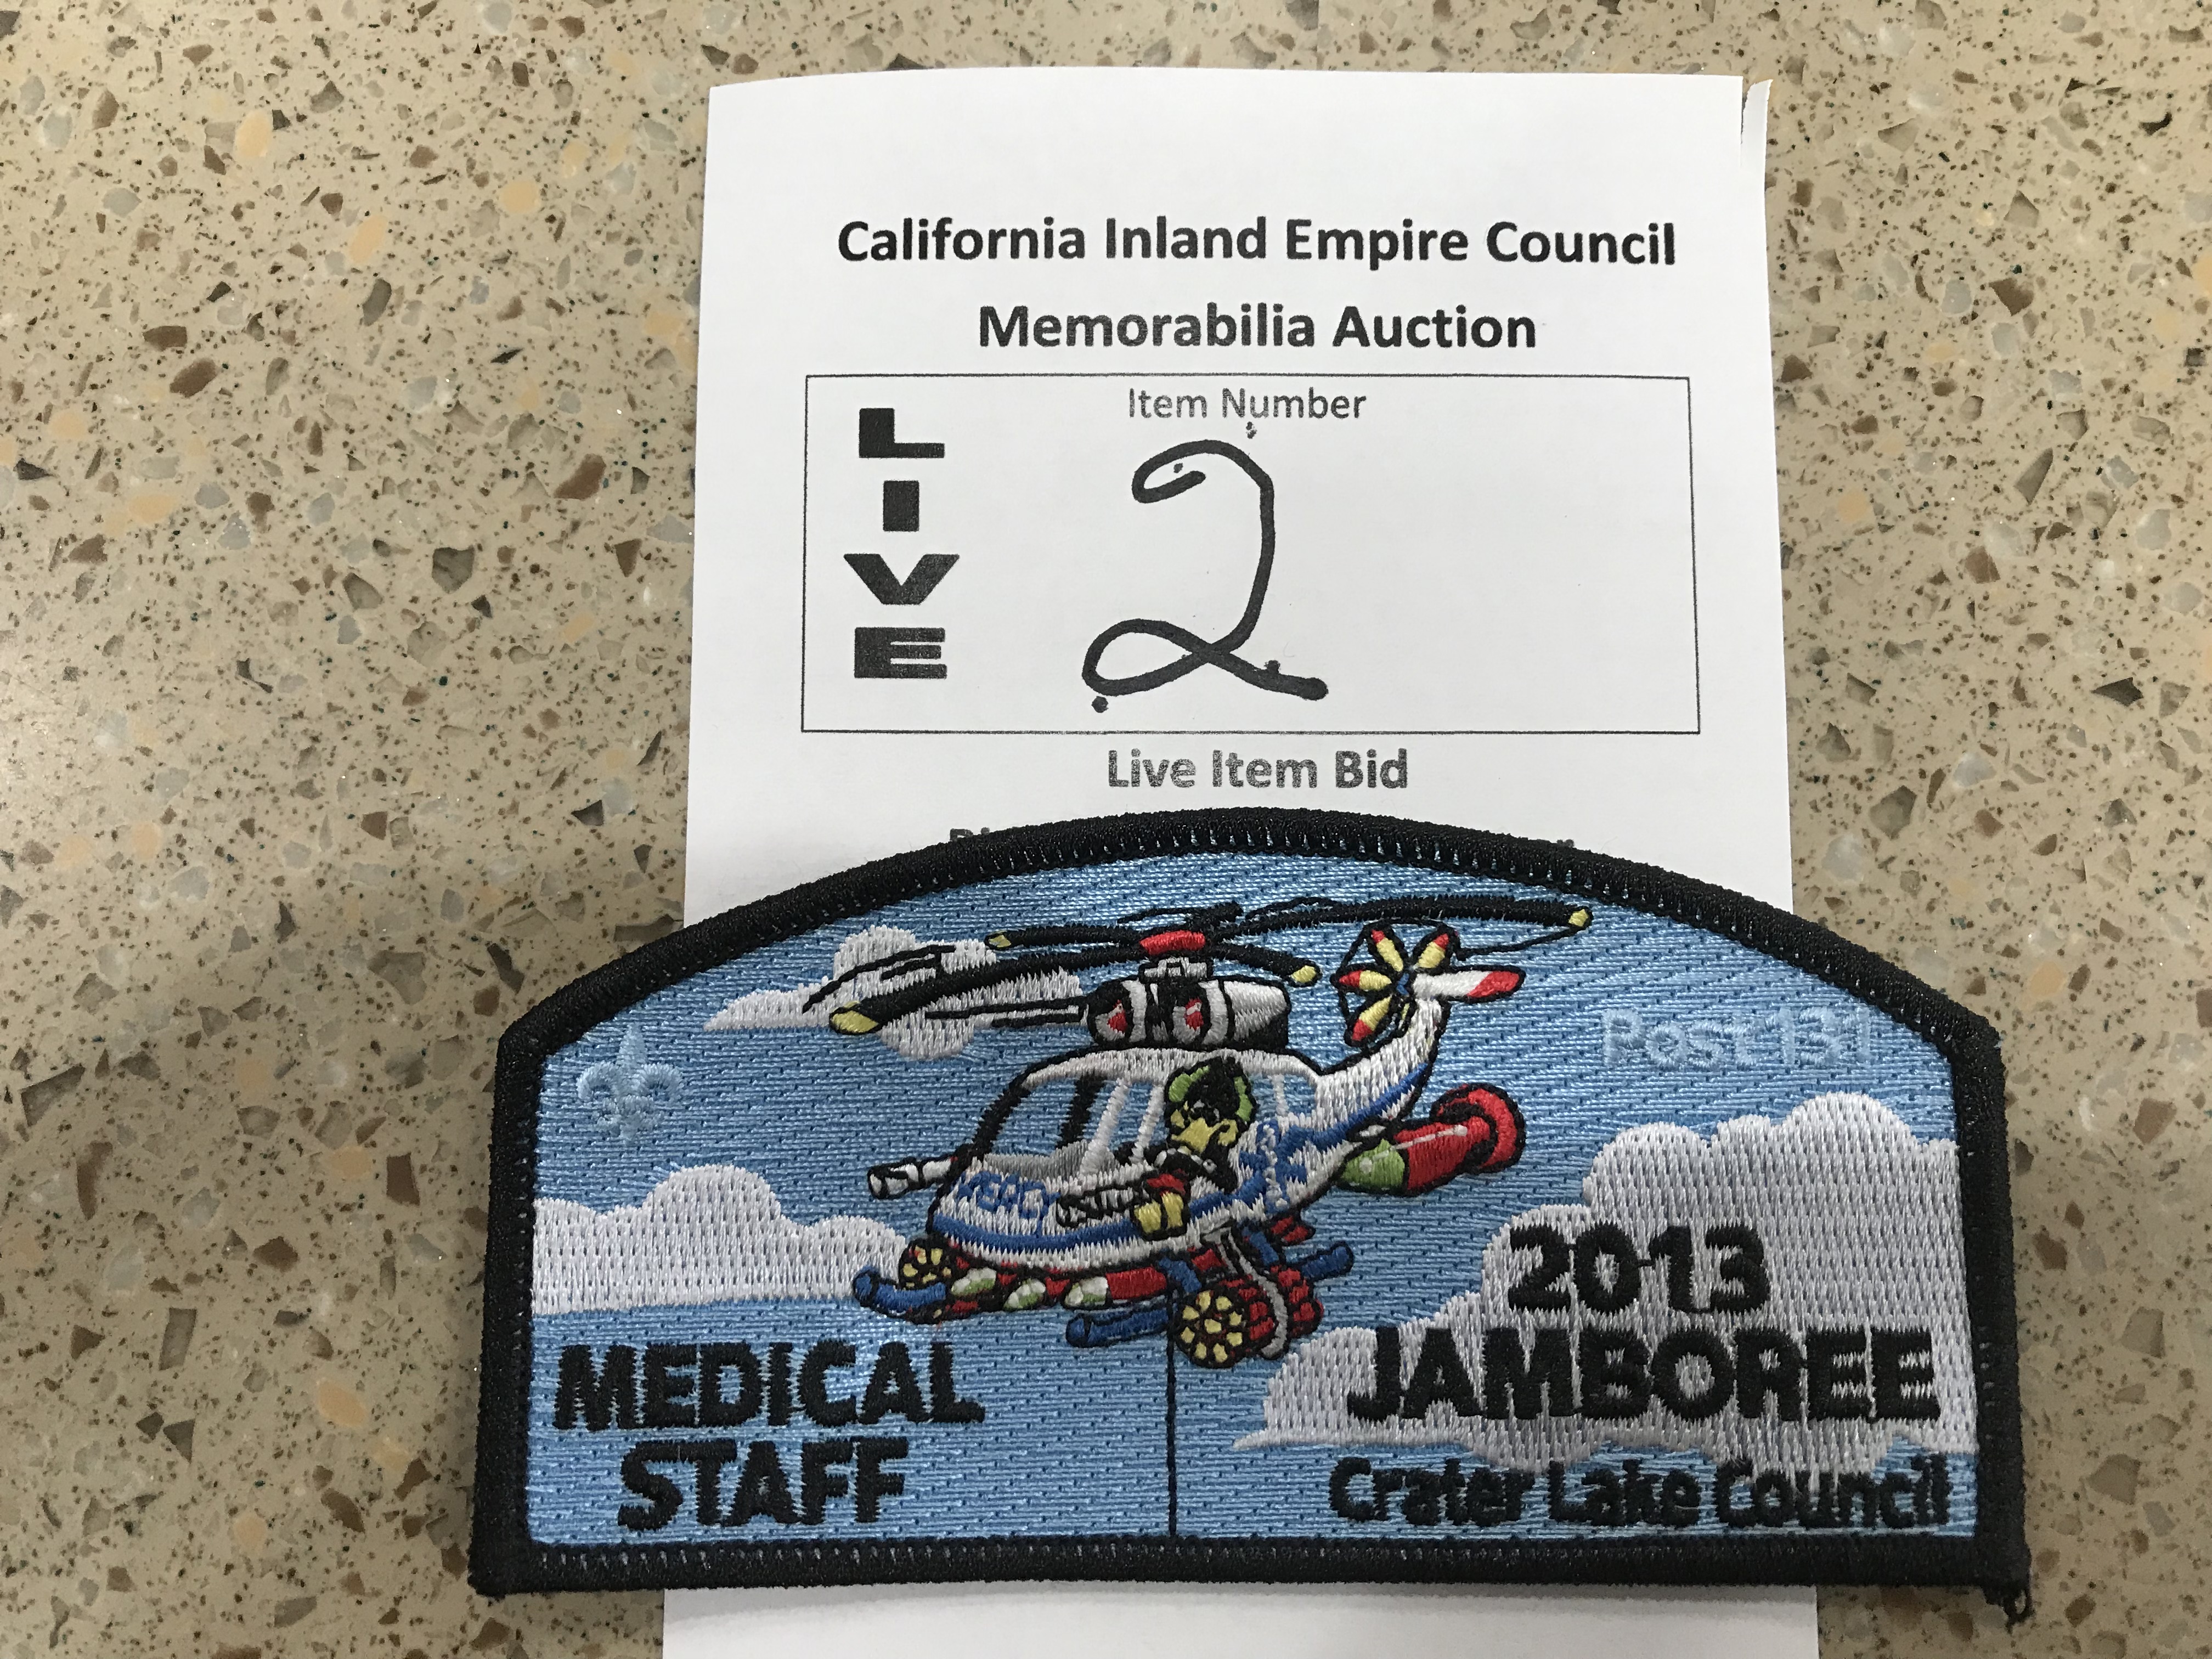 California Inland Empire Council
Memorabilia Auction
Item Number
LIVE
2
Live Item Bid
Post 131
MERCY
2013
JAMBOREE
Crater Lake Council
MEDICAL
STAFF